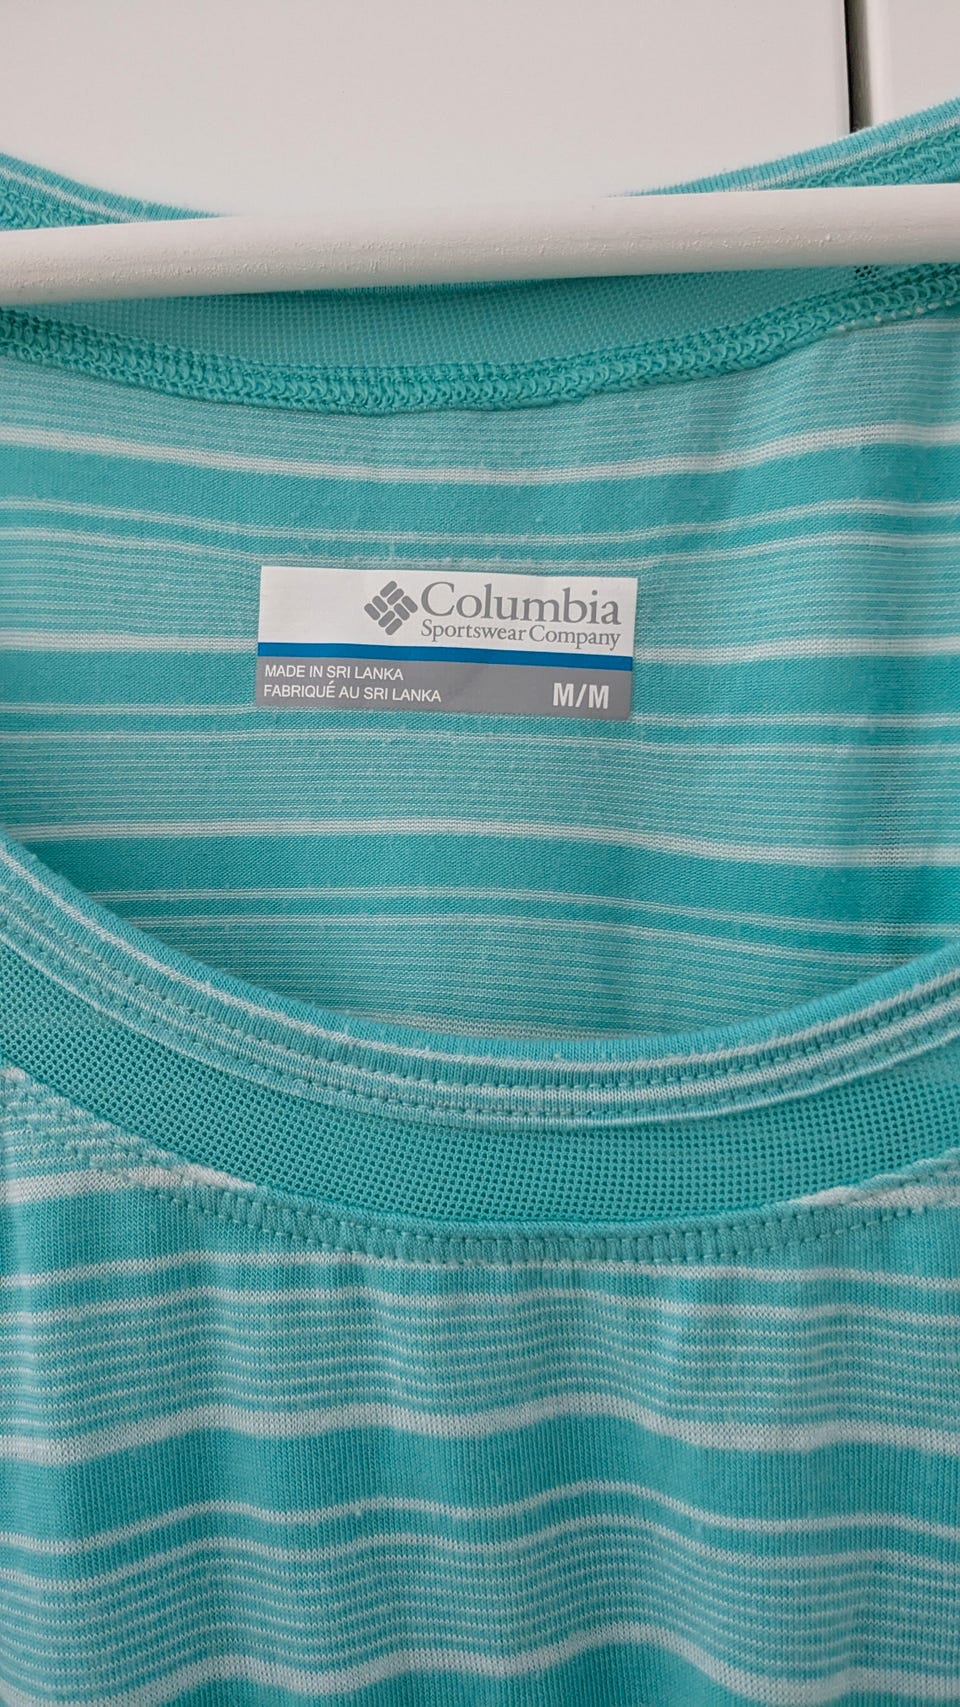 Columbia
Sportswear Company
MADE IN SRI LANKA
FABRIQUÉ AU SRI LANKA
M/M